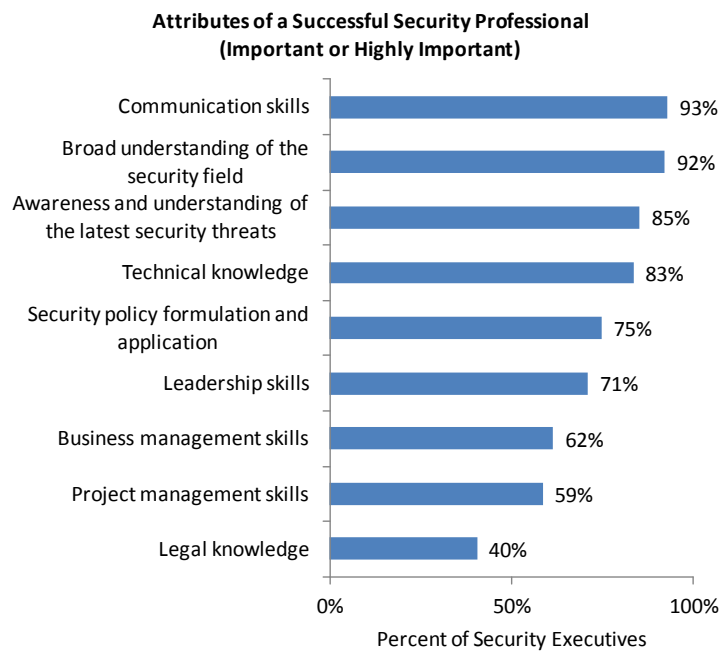 Attributes of a Successful Security Professional
(Important or Highly Important)
Communication skills
93%
Broad understanding of the
security field
92%
Awareness and understanding of
the latest security threats
85%
Technical knowledge
83%
Security policy formulation and
application
75%
Leadership skills
71%
Business management skills
62%
Project management skills
59%
Legal knowledge
40%
0%
50%
100%
Percent of Security Executives